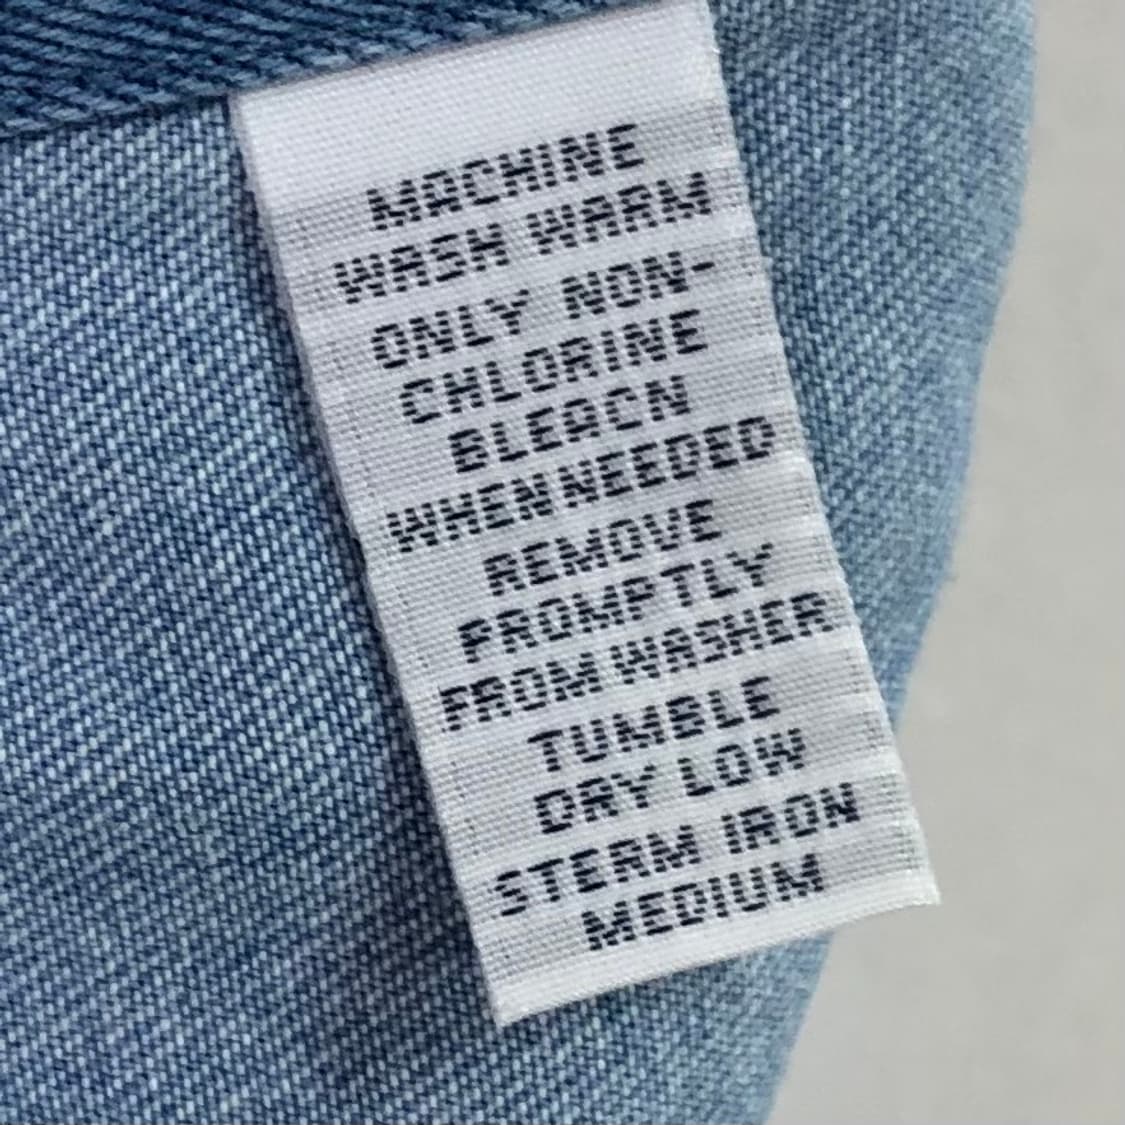 MACHINE
WASH WARM
ONLY NON-
CHLORINE
BLEACN
WHEN NEEDED
REMOVE
PROMPTLY
FROM WASHER
TUMBLE
DRY LOW
STERM IRON
MEDIUM